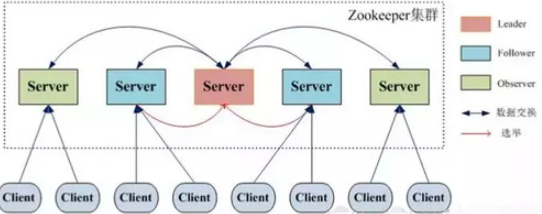 Zookeeper集群
Leader
Follower
Observer
数据交换
选举
Server Server Server Server Server
Client Client Client Client Client Client Client Client